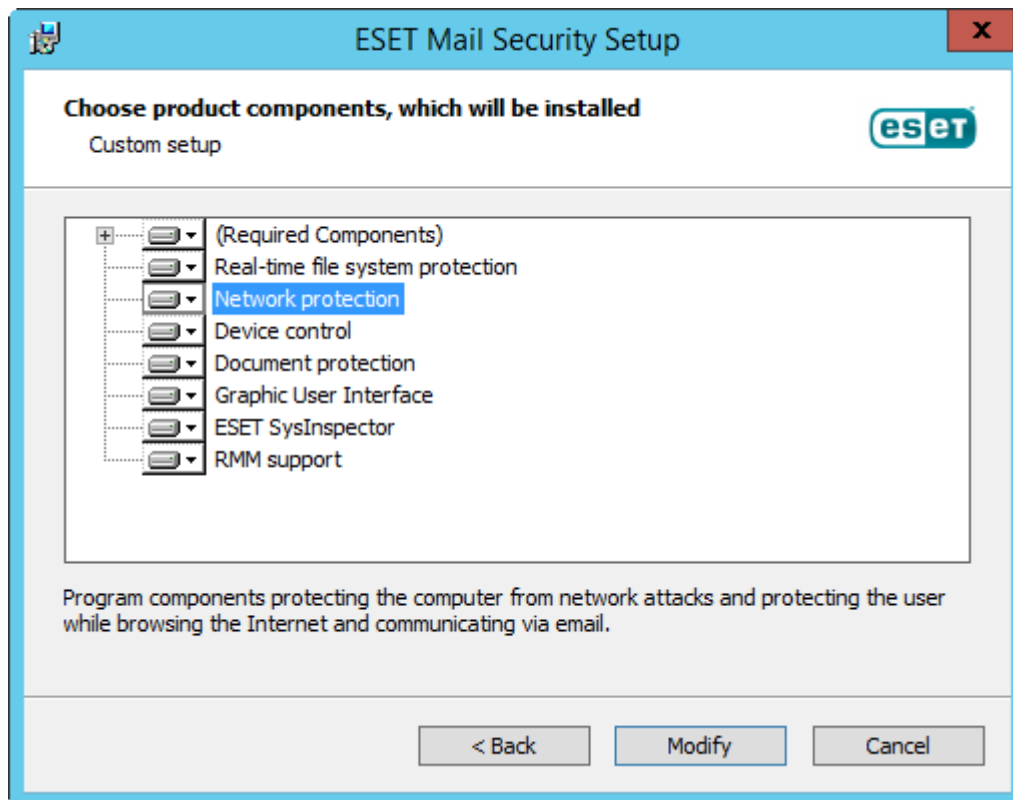 ESET Mail Security Setup
x
Choose product components, which will be installed
Custom setup
eset
(Required Components)
Real-time file system protection
Network protection
Device control
Document protection
Graphic User Interface
ESET SysInspector
RMM support
Program components protecting the computer from network attacks and protecting the user
while browsing the Internet and communicating via email.
< Back
Modify
Cancel